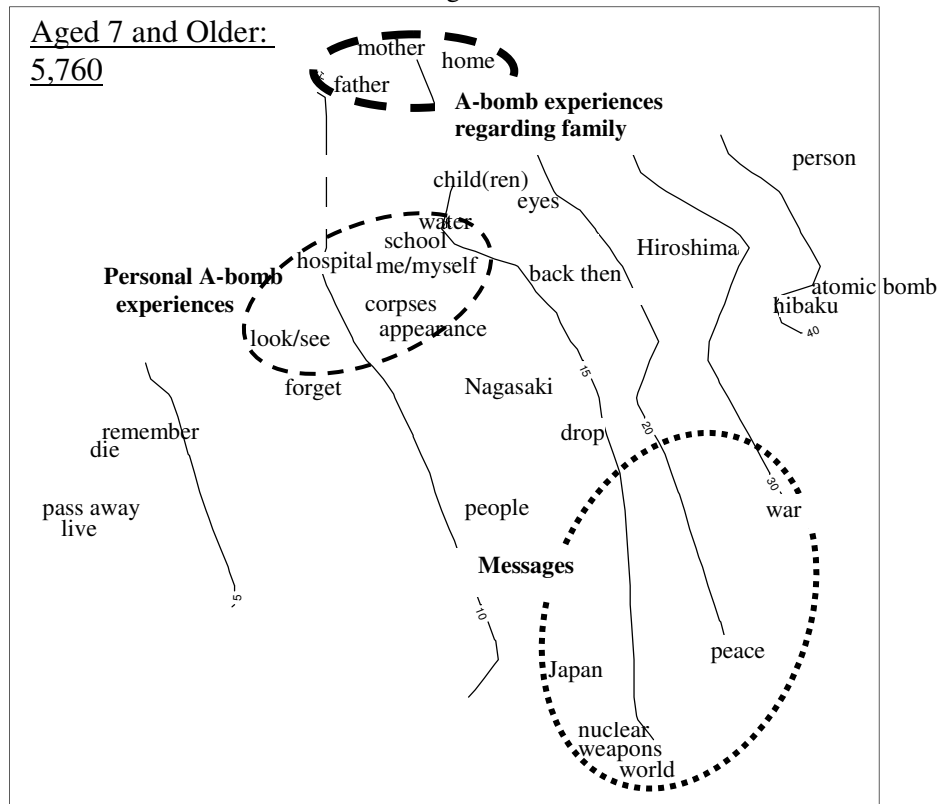 Aged 7 and Older:
5,760
mother
home
father
A-bomb experiences
regarding family
person
child(ren)
eyes
water
school
Hiroshima
hospital
me/myself
back then
Personal A-bomb
experiences
atomic bomb
corpses
hibaku
appearance
40
look/see
15
forget
Nagasaki
20
remember
drop
die
30
pass away
people
war
live
Messages
5
10
peace
Japan
nuclear
weapons
world